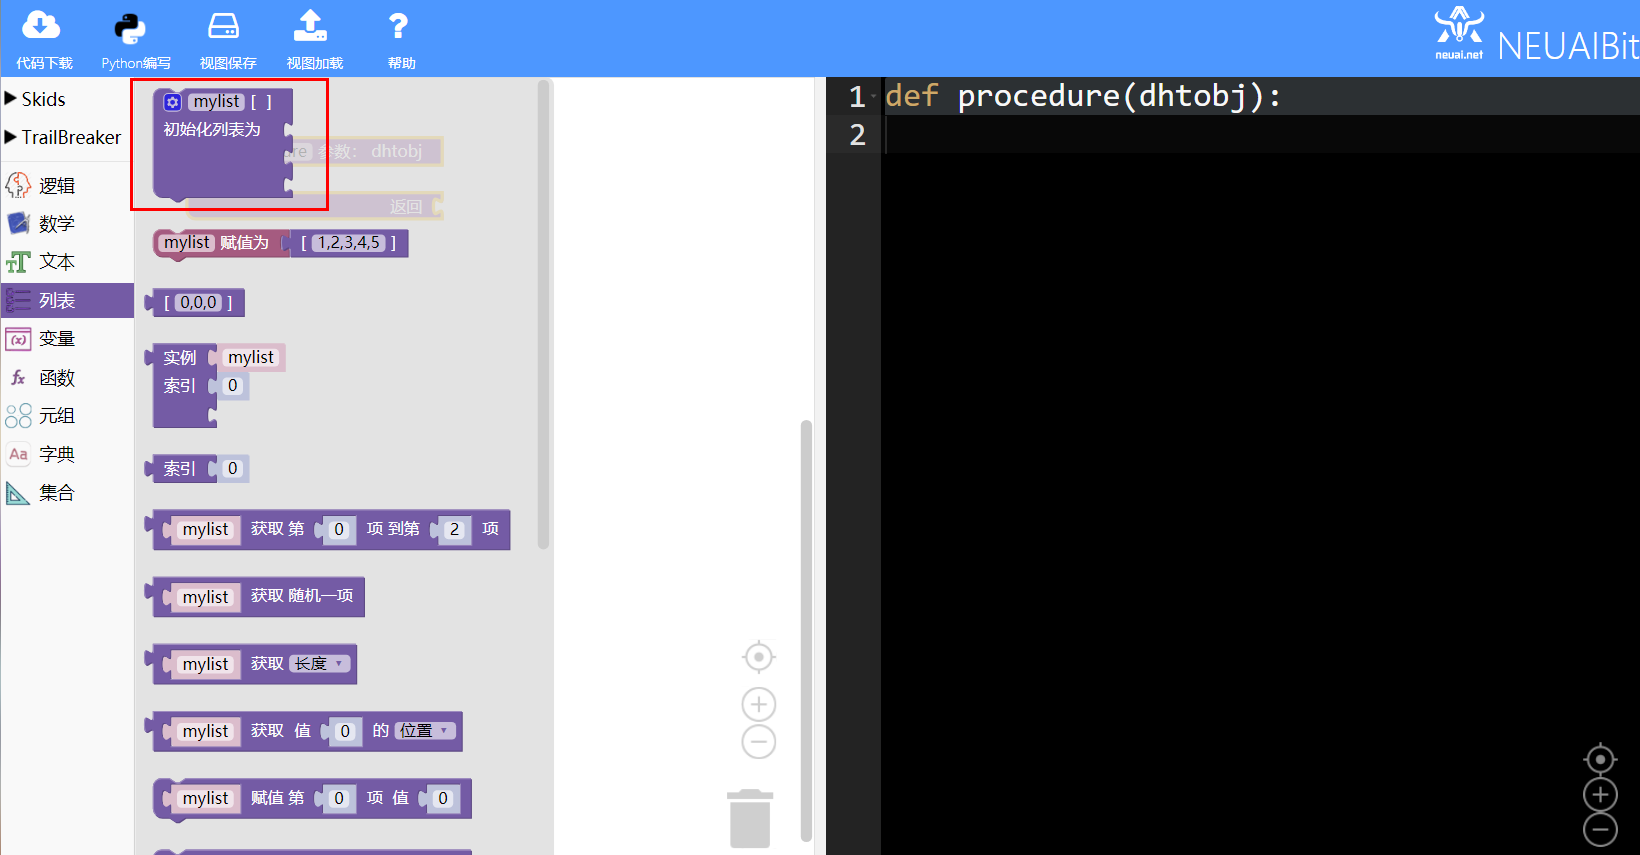 代码下载
Python编写
视图保存
视图加载
帮助
neuai.net
NEUAIBit
Skids
TrailBreaker
逻辑
数学
文本
列表
变量
函数
元组
字典
集合
mylist [ ]
初始化列表为
re 参数： dhtobj
返回
mylist 赋值为 [ 1,2,3,4,5 ]
[ 0,0,0 ]
实例 mylist
索引 0
索引 0
mylist 获取 第 0 项 到第 2 项
mylist 获取 随机一项
mylist 获取 长度
mylist 获取 值 0 的 位置
mylist 赋值 第 0 项 值 0
1 def procedure(dhtobj):
2